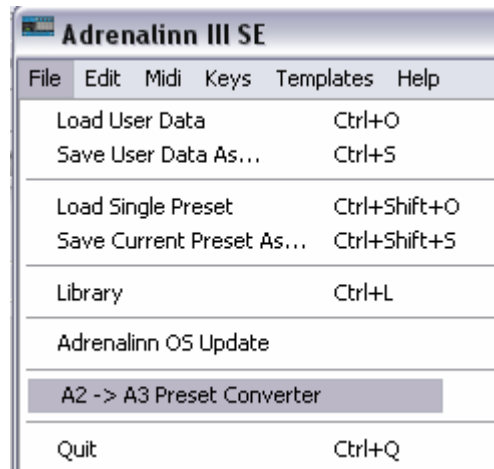 Adrenalinn III SE
File Edit Midi Keys Templates Help
Load User Data Ctrl+O
Save User Data As... Ctrl+S
Load Single Preset Ctrl+Shift+O
Save Current Preset As... Ctrl+Shift+S
Library Ctrl+L
Adrenalinn OS Update
A2 -> A3 Preset Converter
Quit Ctrl+Q